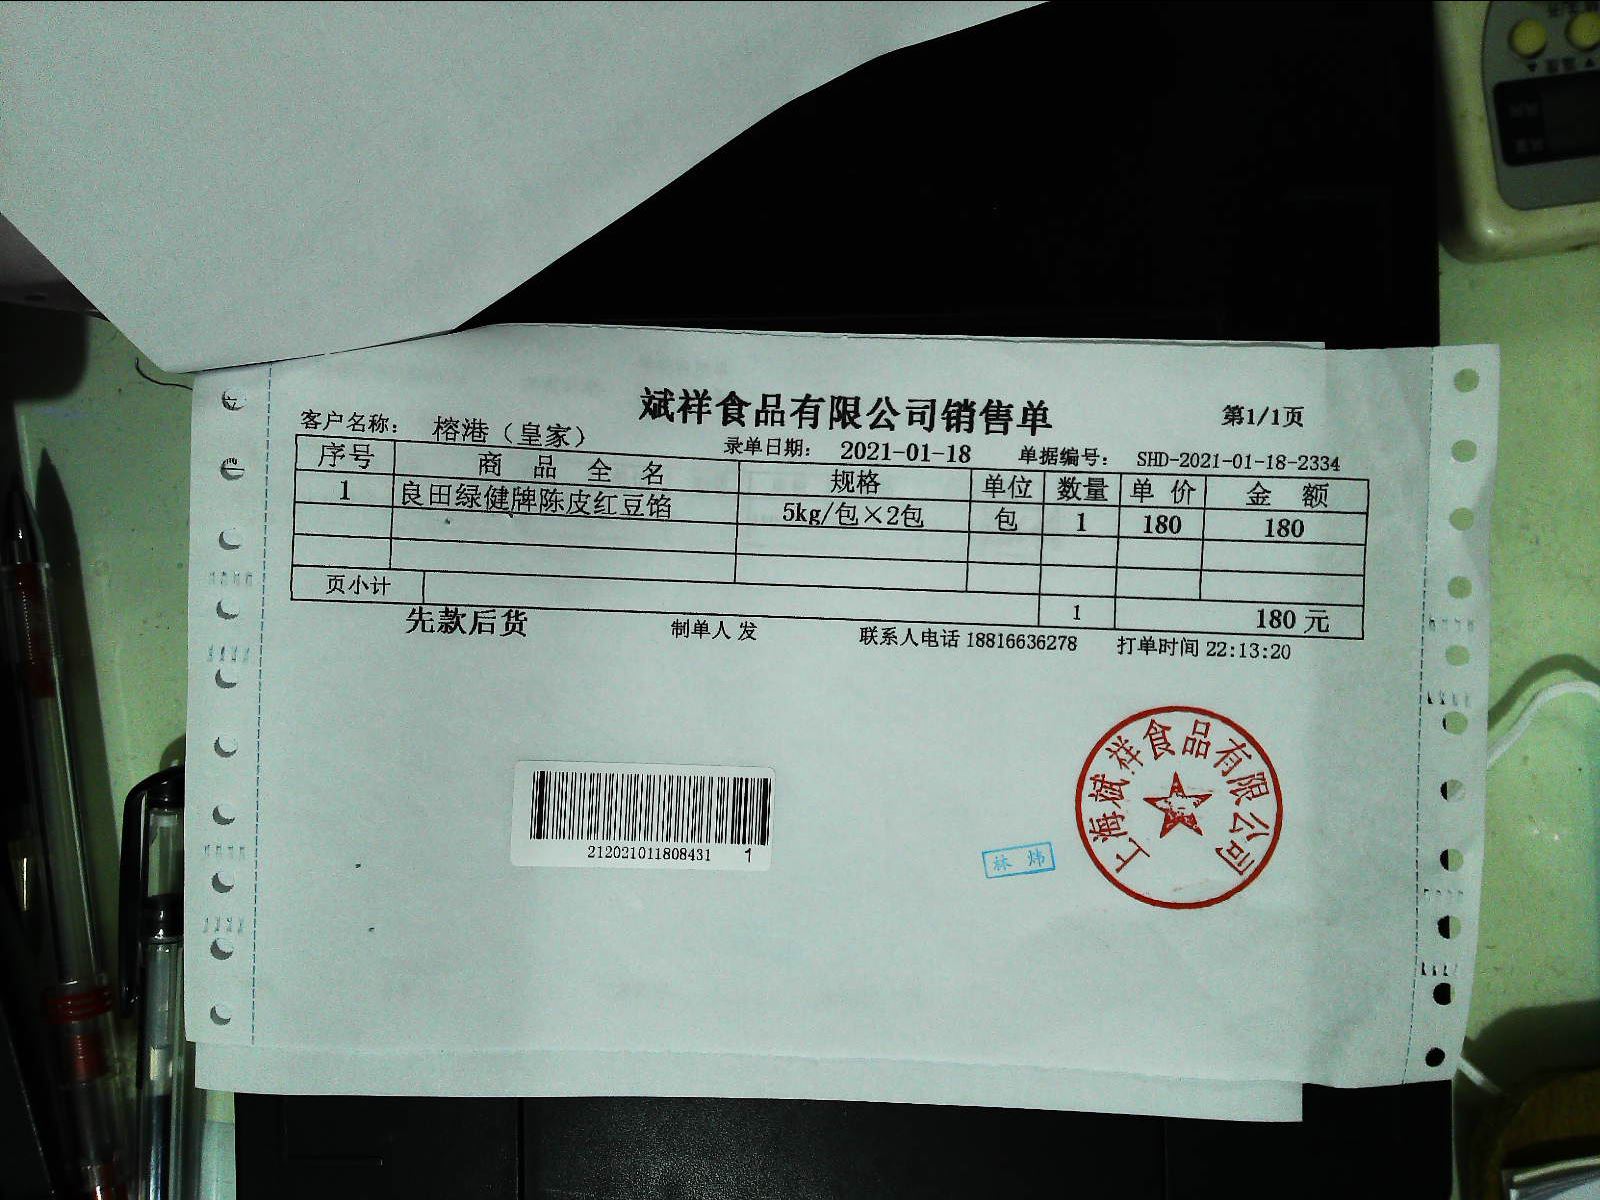 斌祥食品有限公司销售单
第1/1页
客户名称： 榕港（皇家） 录单日期： 2021-01-18 单据编号： SHD-2021-01-18-2334
序号 商品全名 规格 单位 数量 单价 金额
1 良田绿健牌陈皮红豆馅 5kg/包×2包 包 1 180 180
页小计 1 180 元
先款后货 制单人 发 联系人电话 18816636278 打单时间 22:13:20
上海斌祥食品有限公司
林炜
212021011808431 1